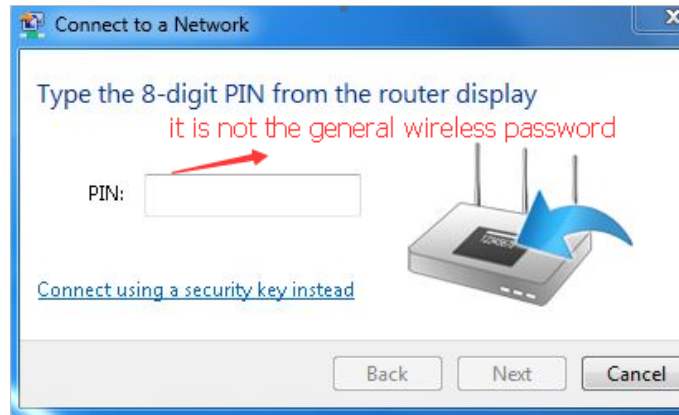 Connect to a Network
Type the 8-digit PIN from the router display
it is not the general wireless password
PIN:
12345670
Connect using a security key instead
Back
Next
Cancel